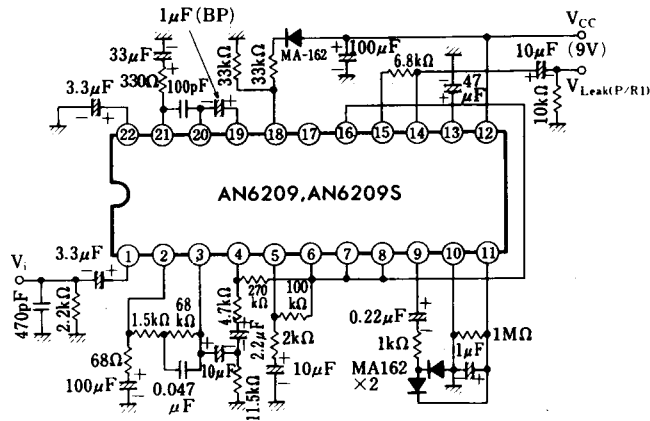 1μF(BP)
33μF
330Ω
100pF
33kΩ
33kΩ
MA-162
100μF
6.8kΩ
10μF
VCC
(9V)
47
μF
VLeak(P/R1)
10kΩ
3.3μF
22 21 20 19 18 17 16 15 14 13 12
AN6209,AN6209S
1 2 3 4 5 6 7 8 9 10 11
Vi
3.3μF
470pF
2.2kΩ
1.5kΩ
68
kΩ
68Ω
100μF
0.047
μF
10μF
4.7kΩ
270
kΩ
2.2μF
11.5kΩ
100
kΩ
2kΩ
10μF
0.22μF
1kΩ
MA162
×2
1μF
1MΩ